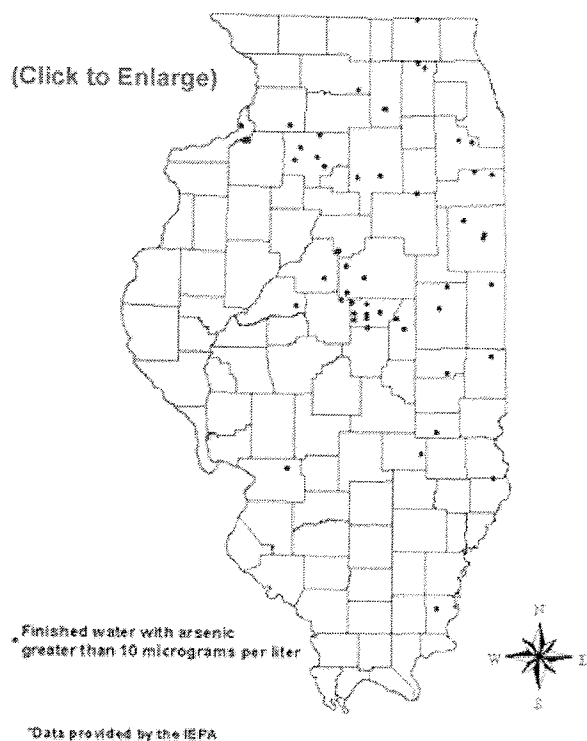 (Click to Enlarge)
Finished water with arsenic
greater than 10 micrograms per liter
N
W E
S
*Data provided by the IEPA